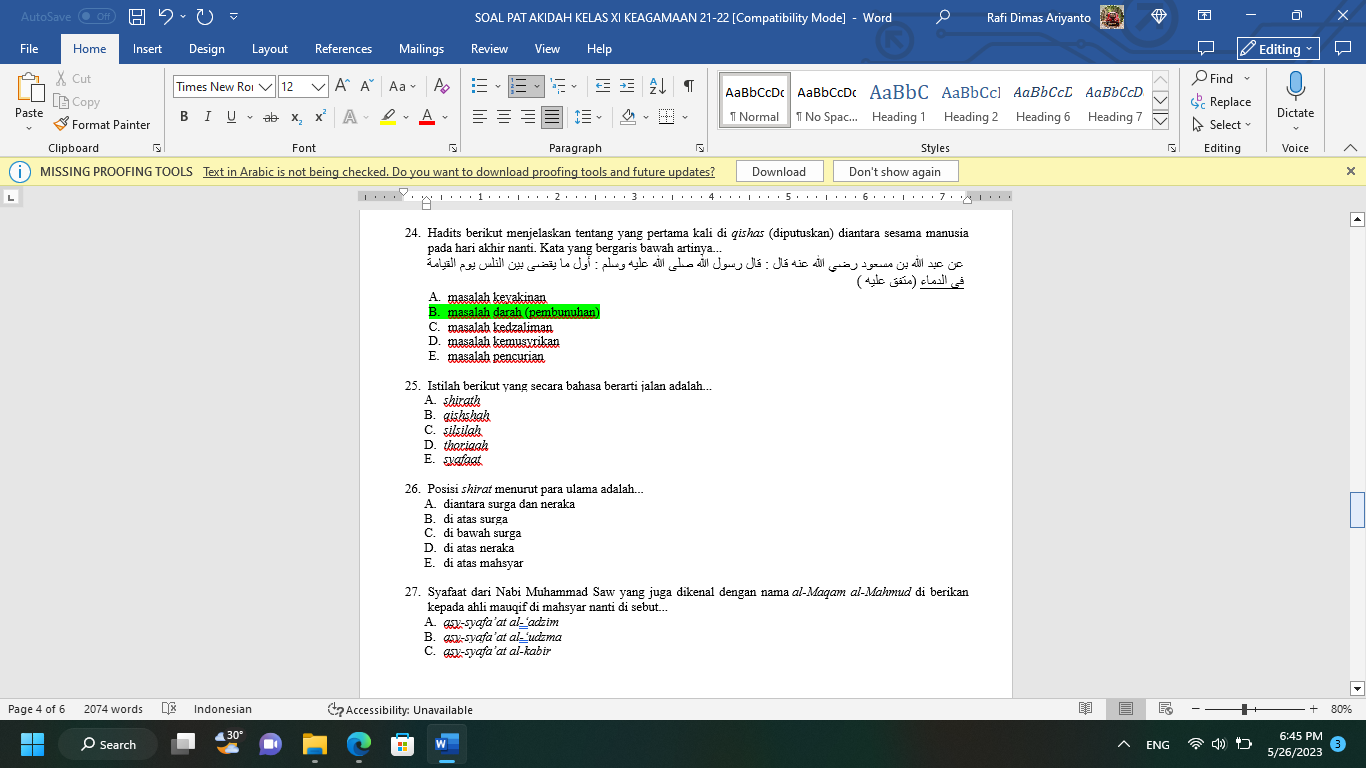 AutoSave Off SOAL PAT AKIDAH KELAS XI KEAGAMAAN 21-22 [Compatibility Mode] - Word Rafi Dimas Ariyanto
File Home Insert Design Layout References Mailings Review View Help Editing
Paste Cut Copy Format Painter
Times New Ror 12
AaBbCcDc AaBbCcDc AaBbC AaBbCcI AaBbCcD AaBbCcD
¶ Normal ¶ No Spac... Heading 1 Heading 2 Heading 6 Heading 7
Find Replace Select Dictate
Clipboard Font Paragraph Styles Editing Voice
MISSING PROOFING TOOLS Text in Arabic is not being checked. Do you want to download proofing tools and future updates? Download Don't show again
1 2 3 4 5 6 7
24. Hadits berikut menjelaskan tentang yang pertama kali di qishas (diputuskan) diantara sesama manusia
pada hari akhir nanti. Kata yang bergaris bawah artinya...
عن عبد الله بن مسعود رضي الله عنه قال : قال رسول الله صلى الله عليه وسلم : أول ما يقضى بين الناس يوم القيامة
فى الدماء (متفق عليه )
A. masalah keyakinan
B. masalah darah (pembunuhan)
C. masalah kedzaliman
D. masalah kemusyrikan
E. masalah pencurian
25. Istilah berikut yang secara bahasa berarti jalan adalah...
A. shirath
B. qishshah
C. silsilah
D. thoriqah
E. syafaat
26. Posisi shirat menurut para ulama adalah...
A. diantara surga dan neraka
B. di atas surga
C. di bawah surga
D. di atas neraka
E. di atas mahsyar
27. Syafaat dari Nabi Muhammad Saw yang juga dikenal dengan nama al-Maqam al-Mahmud di berikan
kepada ahli mauqif di mahsyar nanti di sebut...
A. asy-syafa’at al-‘adzim
B. asy-syafa’at al-‘udzma
C. asy-syafa’at al-kabir
Page 4 of 6 2074 words Indonesian Accessibility: Unavailable 80%
30° Search ENG 6:45 PM
5/26/2023 3